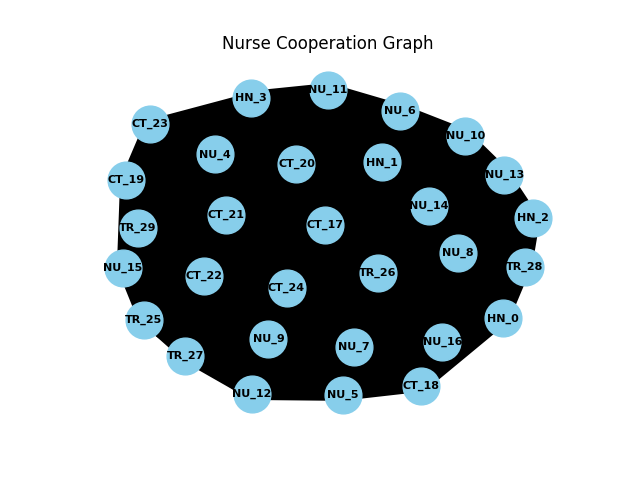 Nurse Cooperation Graph
NU_11
HN_3
NU_6
CT_23
NU_10
NU_4
CT_20
HN_1
NU_13
CT_19
NU_14
CT_21
HN_2
CT_17
TR_29
NU_8
NU_15
TR_28
CT_22
TR_26
CT_24
TR_25
HN_0
NU_9
NU_16
NU_7
TR_27
CT_18
NU_12
NU_5